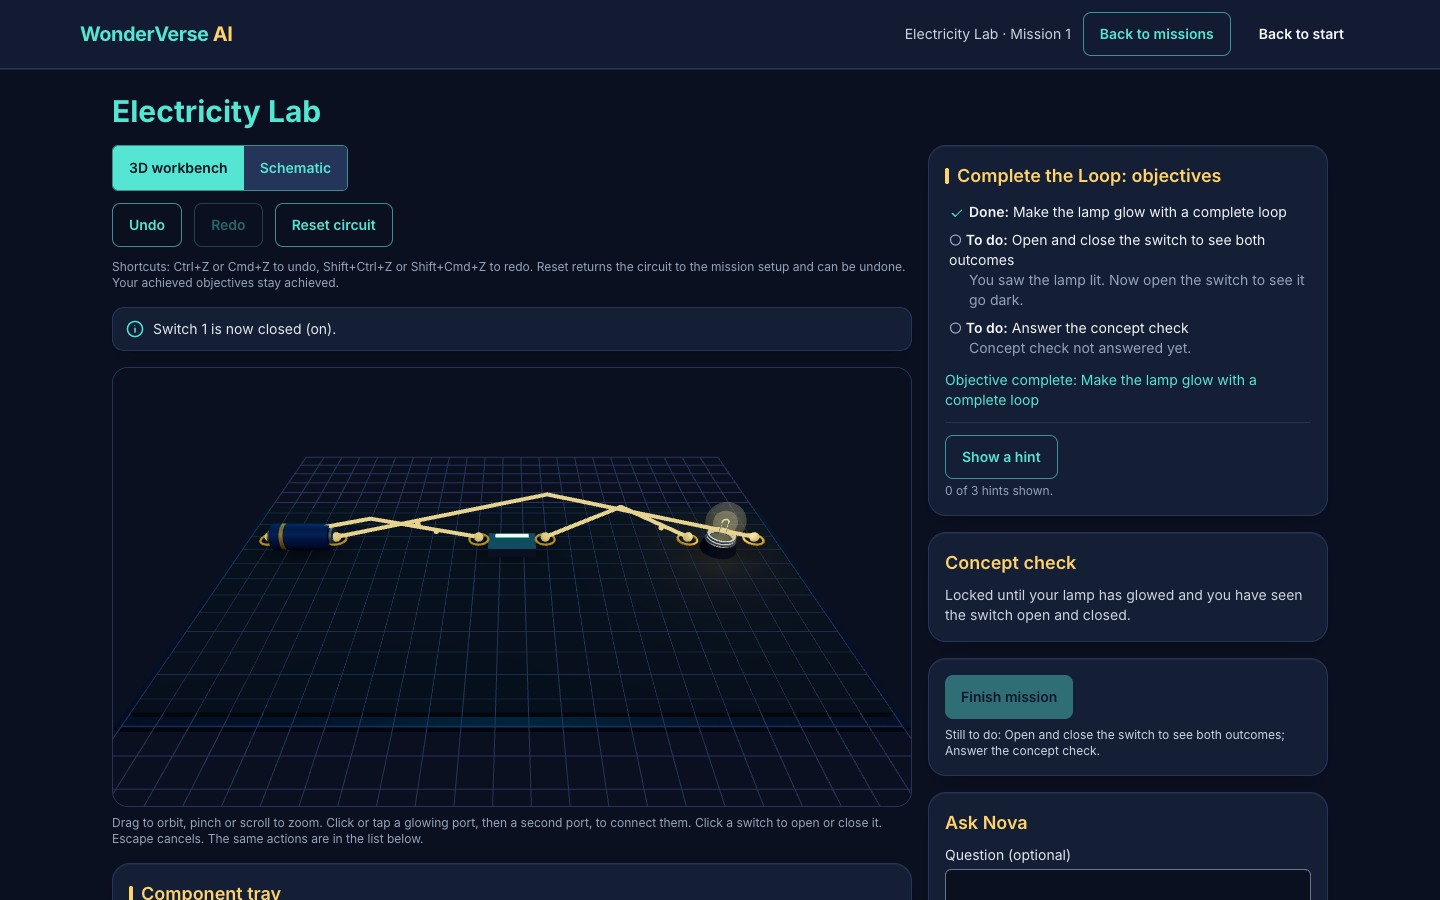 WonderVerse AI
Electricity Lab · Mission 1
Back to missions
Back to start
Electricity Lab
3D workbench
Schematic
Undo
Redo
Reset circuit
Shortcuts: Ctrl+Z or Cmd+Z to undo, Shift+Ctrl+Z or Shift+Cmd+Z to redo. Reset returns the circuit to the mission setup and can be undone.
Your achieved objectives stay achieved.
Switch 1 is now closed (on).
Drag to orbit, pinch or scroll to zoom. Click or tap a glowing port, then a second port, to connect them. Click a switch to open or close it.
Escape cancels. The same actions are in the list below.
Component tray
Complete the Loop: objectives
Done: Make the lamp glow with a complete loop
To do: Open and close the switch to see both
outcomes
You saw the lamp lit. Now open the switch to see it
go dark.
To do: Answer the concept check
Concept check not answered yet.
Objective complete: Make the lamp glow with a
complete loop
Show a hint
0 of 3 hints shown.
Concept check
Locked until your lamp has glowed and you have seen
the switch open and closed.
Finish mission
Still to do: Open and close the switch to see both outcomes;
Answer the concept check.
Ask Nova
Question (optional)